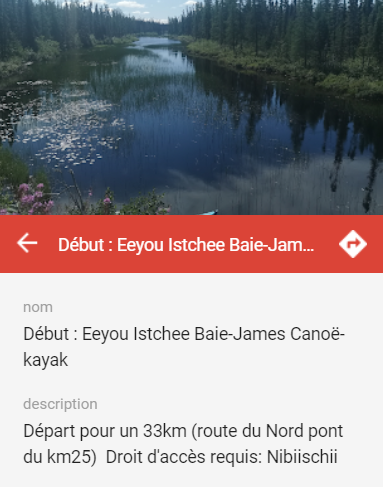 Début : Eeyou Istchee Baie-Jam...
nom
Début : Eeyou Istchee Baie-James Canoë-
kayak
description
Départ pour un 33km (route du Nord pont
du km25)  Droit d'accès requis: Nibiischii